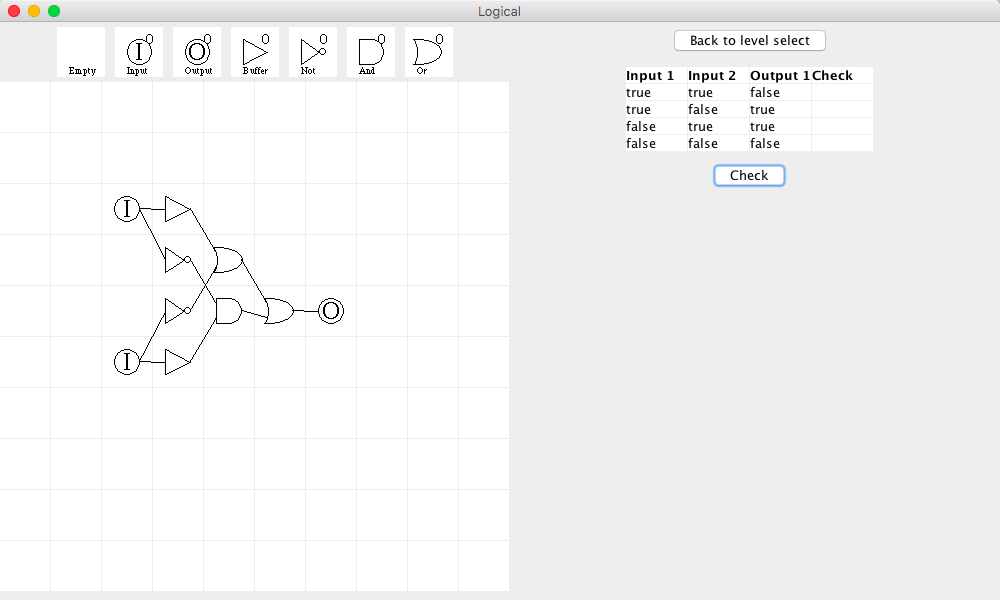 Logical
Empty
I 0 Input
O 0 Output
0 Buffer
0 Not
0 And
0 Or
Back to level select
Input 1 Input 2 Output 1 Check
true true false
true false true
false true true
false false false
Check
I
I
O